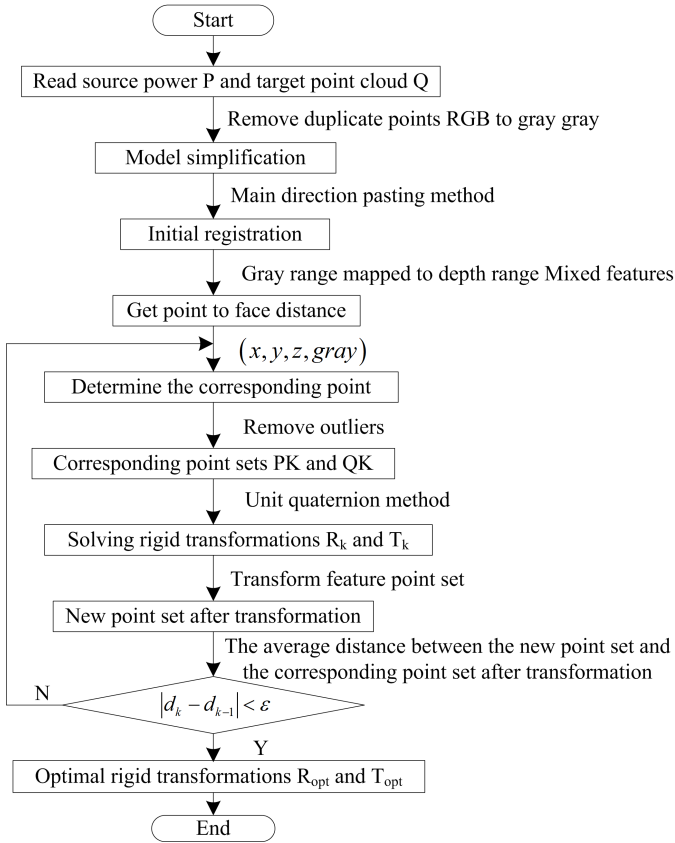 Start
Read source power P and target point cloud Q
Remove duplicate points RGB to gray gray
Model simplification
Main direction pasting method
Initial registration
Gray range mapped to depth range Mixed features
Get point to face distance
(x, y, z, gray)
Determine the corresponding point
Remove outliers
Corresponding point sets PK and QK
Unit quaternion method
Solving rigid transformations Rₖ and Tₖ
Transform feature point set
New point set after transformation
The average distance between the new point set and
the corresponding point set after transformation
N
|dₖ − dₖ₋₁| < ε
Y
Optimal rigid transformations Rₒₚₜ and Tₒₚₜ
End